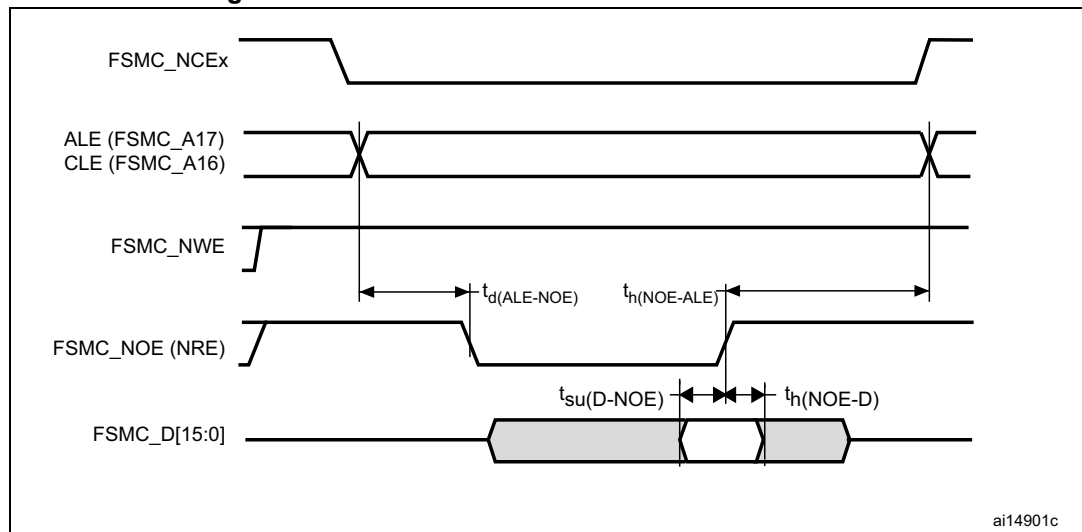 FSMC_NCEx
ALE (FSMC_A17)
CLE (FSMC_A16)
FSMC_NWE
td(ALE-NOE)
th(NOE-ALE)
FSMC_NOE (NRE)
tsu(D-NOE)
th(NOE-D)
FSMC_D[15:0]
ai14901c